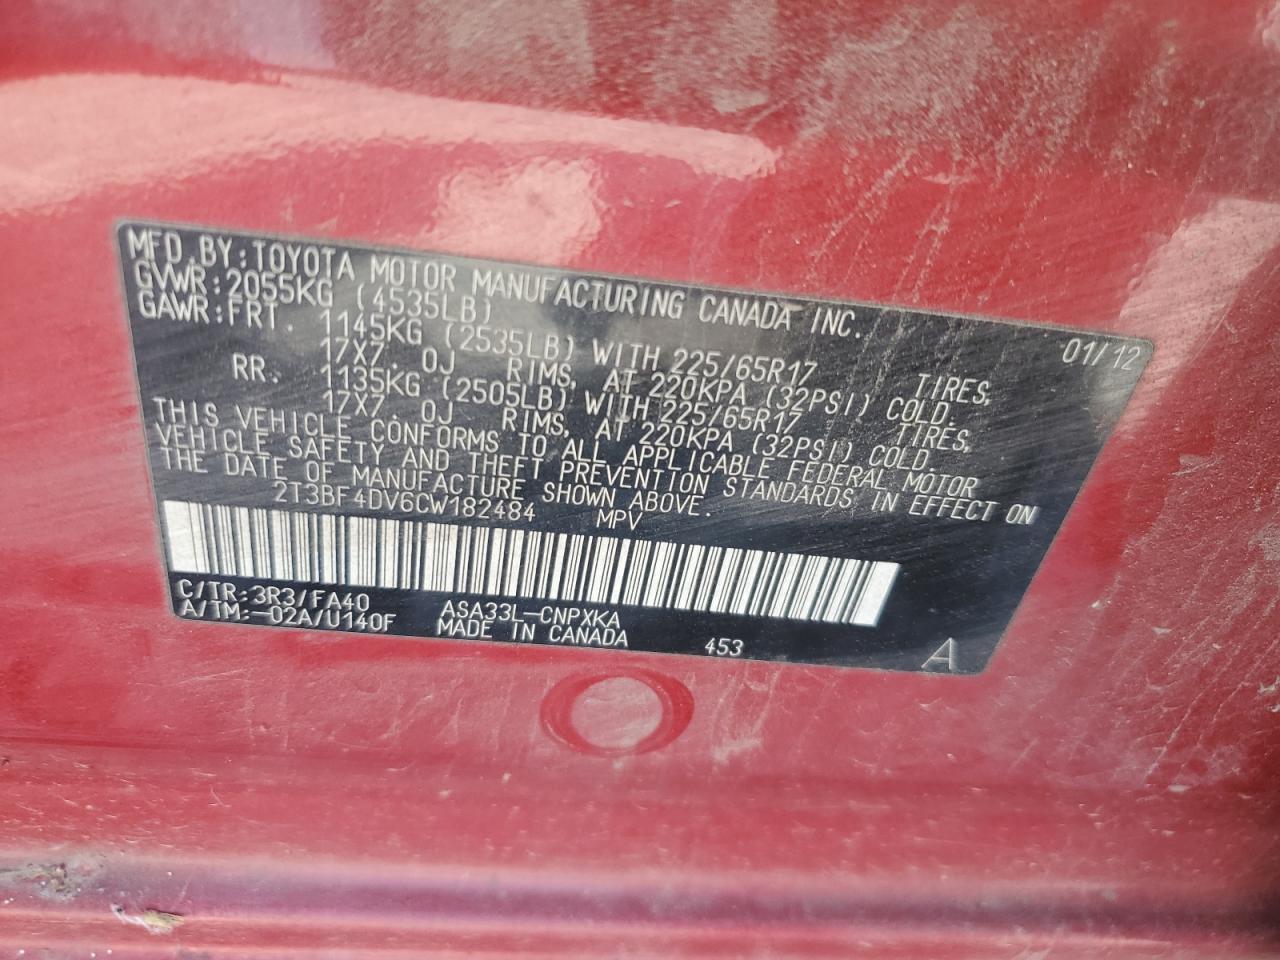 MFD.BY:TOYOTA MOTOR MANUFACTURING CANADA INC. 01/12
GVWR:2055KG (4535LB)
GAWR:FRT. 1145KG (2535LB) WITH 225/65R17 TIRES,
17X7. 0J RIMS, AT 220KPA (32PSI) COLD.
RR. 1135KG (2505LB) WITH 225/65R17 TIRES,
17X7. 0J RIMS, AT 220KPA (32PSI) COLD.
THIS VEHICLE CONFORMS TO ALL APPLICABLE FEDERAL MOTOR
VEHICLE SAFETY AND THEFT PREVENTION STANDARDS IN EFFECT ON
THE DATE OF MANUFACTURE SHOWN ABOVE.
2T3BF4DV6CW182484 MPV
C/TR:3R3/FA40 ASA33L-CNPXKA
A/TM:-02A/U140F MADE IN CANADA 453 A